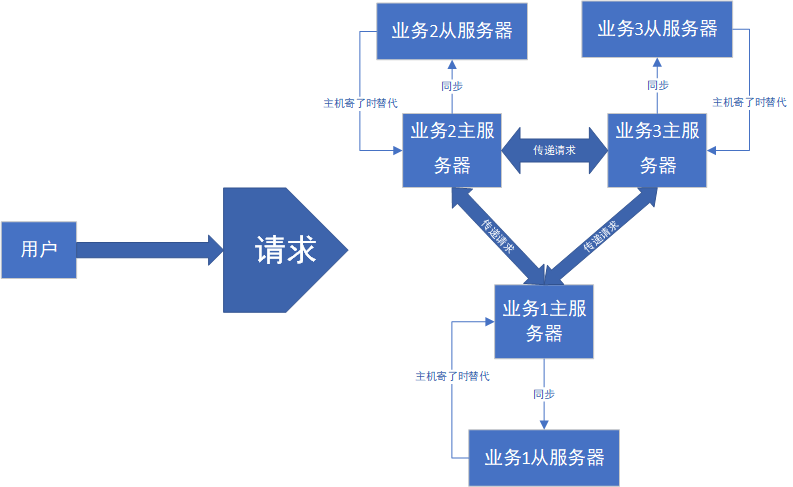 业务2从服务器
业务3从服务器
同步
同步
主机寄了时替代
主机寄了时替代
业务2主服
务器
传递请求
业务3主服
务器
用户
请求
传递请求
传递请求
业务1主服
务器
主机寄了时替代
同步
业务1从服务器